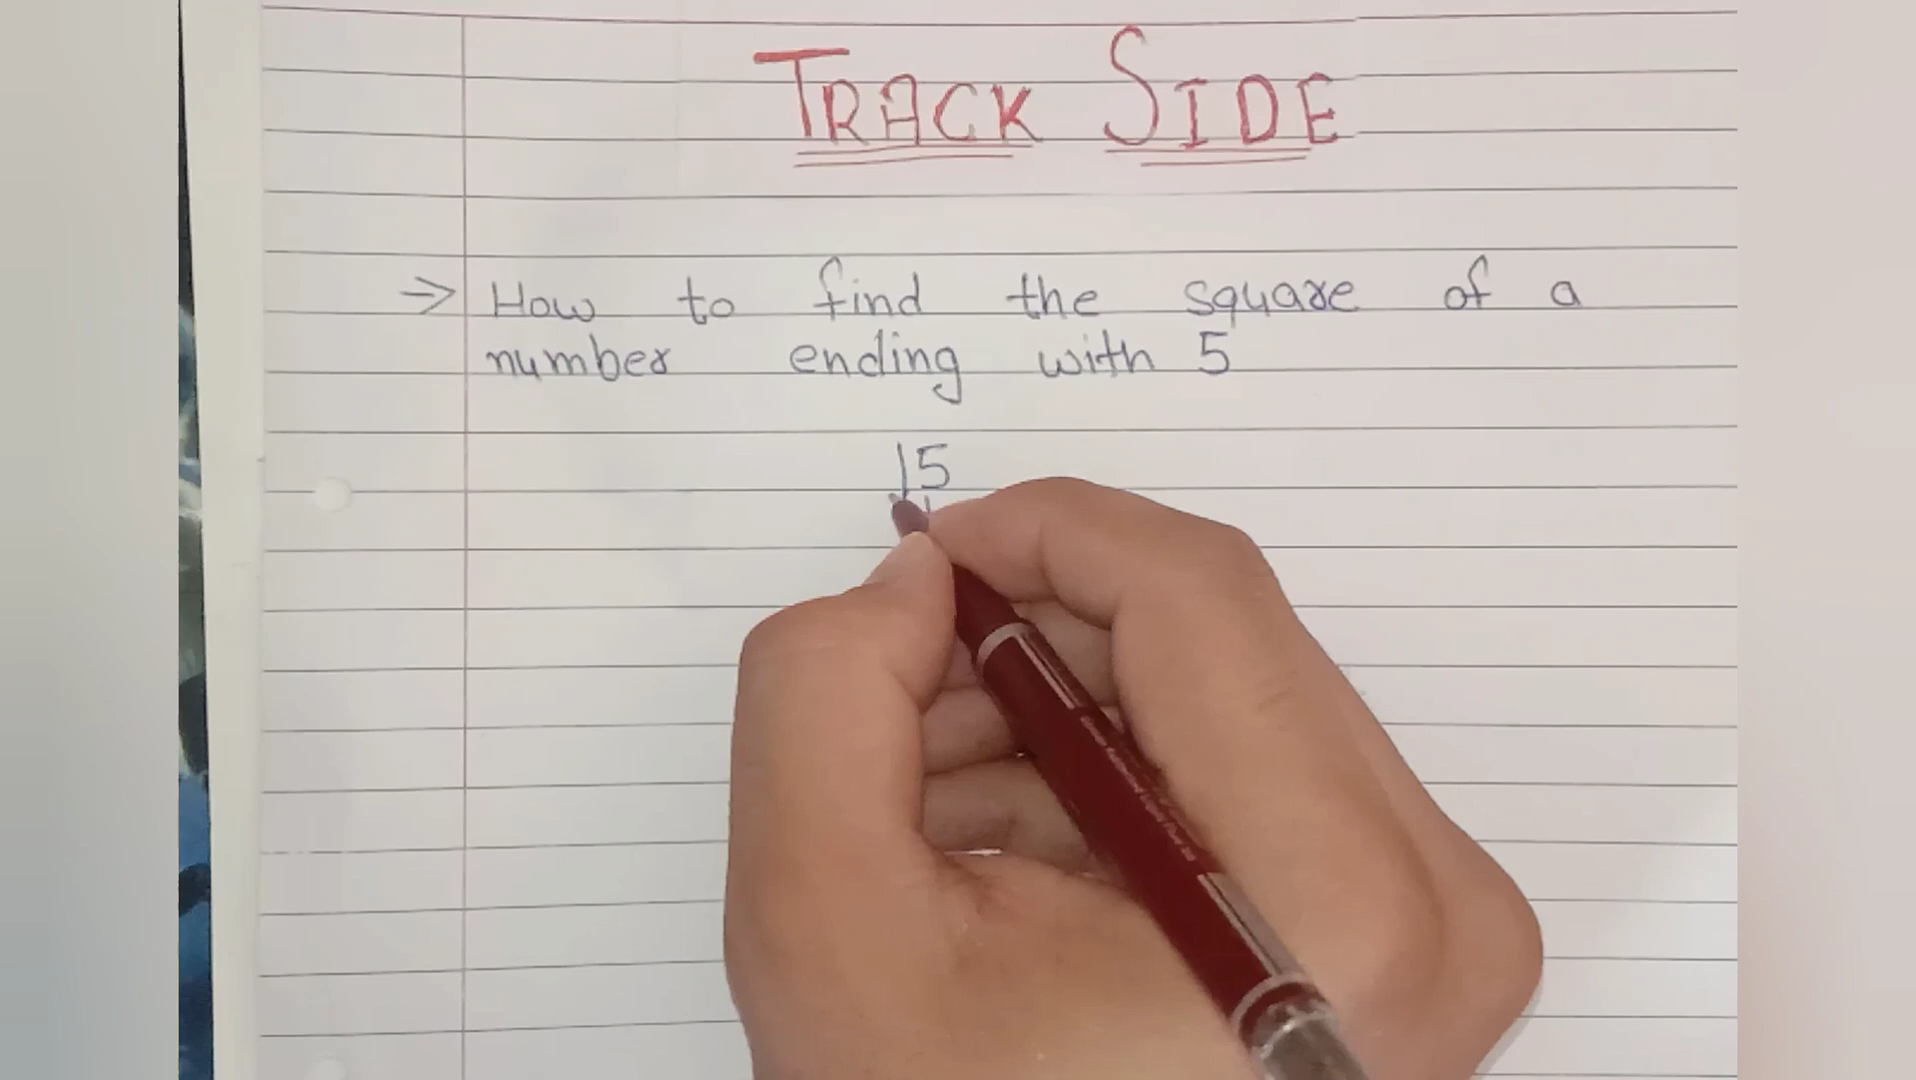 TRACK SIDE
⇒ How to find the square of a
number ending with 5
15